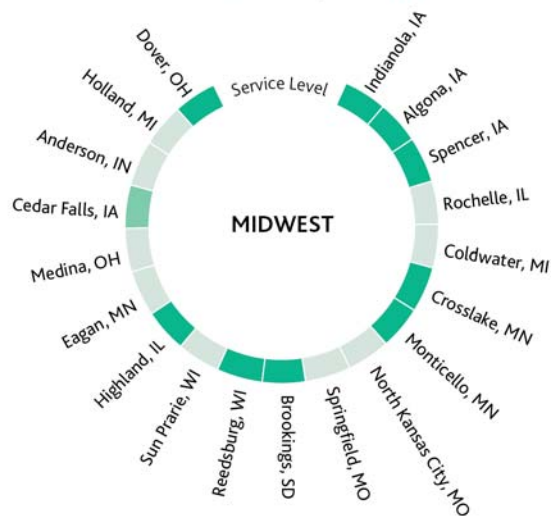 Service Level
MIDWEST
Indianola, IA
Algona, IA
Spencer, IA
Rochelle, IL
Coldwater, MI
Crosslake, MN
Monticello, MN
North Kansas City, MO
Springfield, MO
Brookings, SD
Reedsburg, WI
Sun Prarie, WI
Highland, IL
Eagan, MN
Medina, OH
Cedar Falls, IA
Anderson, IN
Holland, MI
Dover, OH